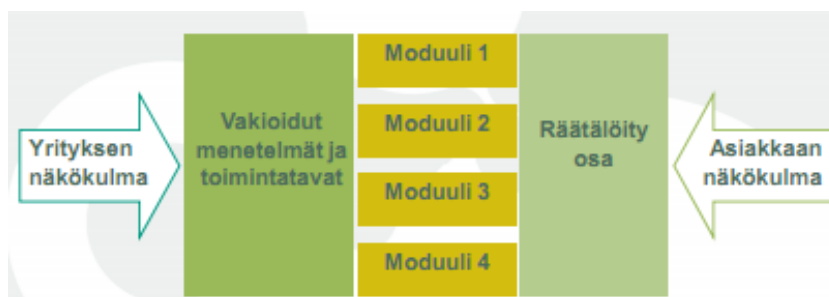 Yrityksen
näkökulma
Vakioidut
menetelmät ja
toimintatavat
Moduuli 1
Moduuli 2
Moduuli 3
Moduuli 4
Räätälöity
osa
Asiakkaan
näkökulma